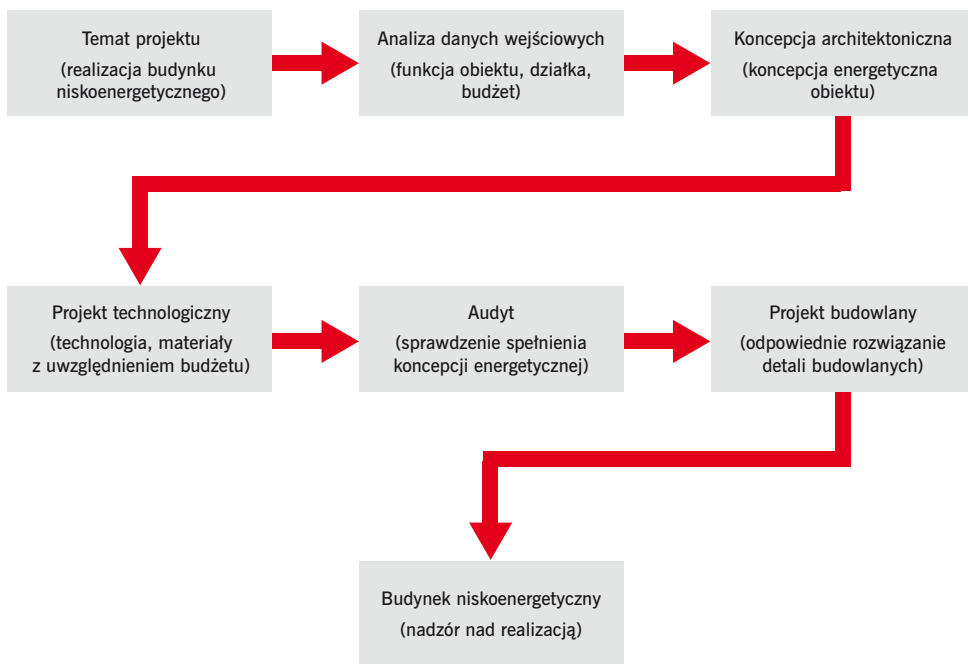 Temat projektu
(realizacja budynku
niskoenergetycznego)
Analiza danych wejściowych
(funkcja obiektu, działka,
budżet)
Koncepcja architektoniczna
(koncepcja energetyczna
obiektu)
Projekt technologiczny
(technologia, materiały
z uwzględnieniem budżetu)
Audyt
(sprawdzenie spełnienia
koncepcji energetycznej)
Projekt budowlany
(odpowiednie rozwiązanie
detali budowlanych)
Budynek niskoenergetyczny
(nadzór nad realizacją)